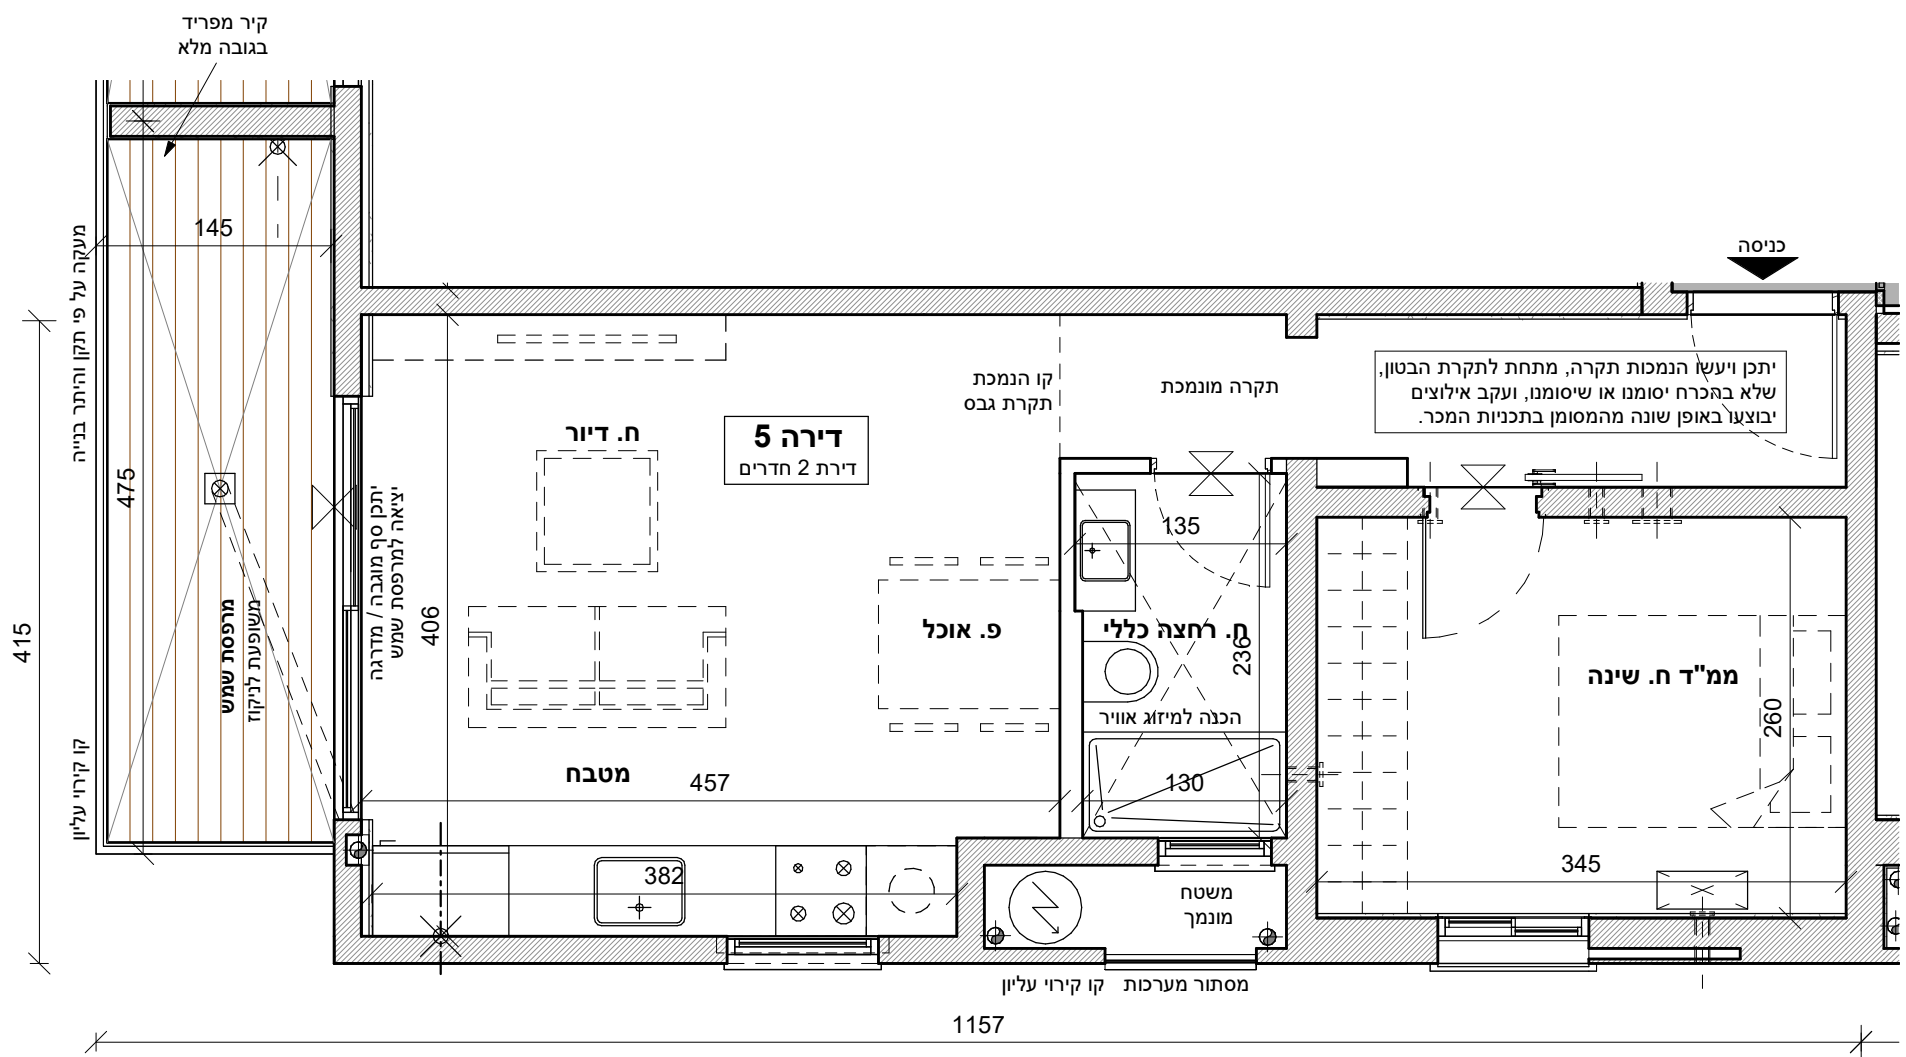 קיר מפריד
בגובה מלא
145
מעקה על פי תקן והיתר בנייה
475
415
מרפסת שמש
משופעת לניקוז
קו קירוי עליון
יתכן סף מוגבה / מדרגה
יציאה למרפסת שמש
406
ח. דיור
דירה 5
דירת 2 חדרים
קו הנמכת
תקרת גבס
תקרה מונמכת
כניסה
יתכן ויעשו הנמכות תקרה, מתחת לתקרת הבטון,
שלא בהכרח יסומנו או שיסומנו, ועקב אילוצים
יבוצעו באופן שונה מהמסומן בתכניות המכר.
135
פ. אוכל
ח. רחצה כללי
236
ממ"ד ח. שינה
260
הכנה למיזוג אוויר
מטבח
457
130
382
345
משטח
מונמך
קו קירוי עליון
מסתור מערכות
1157